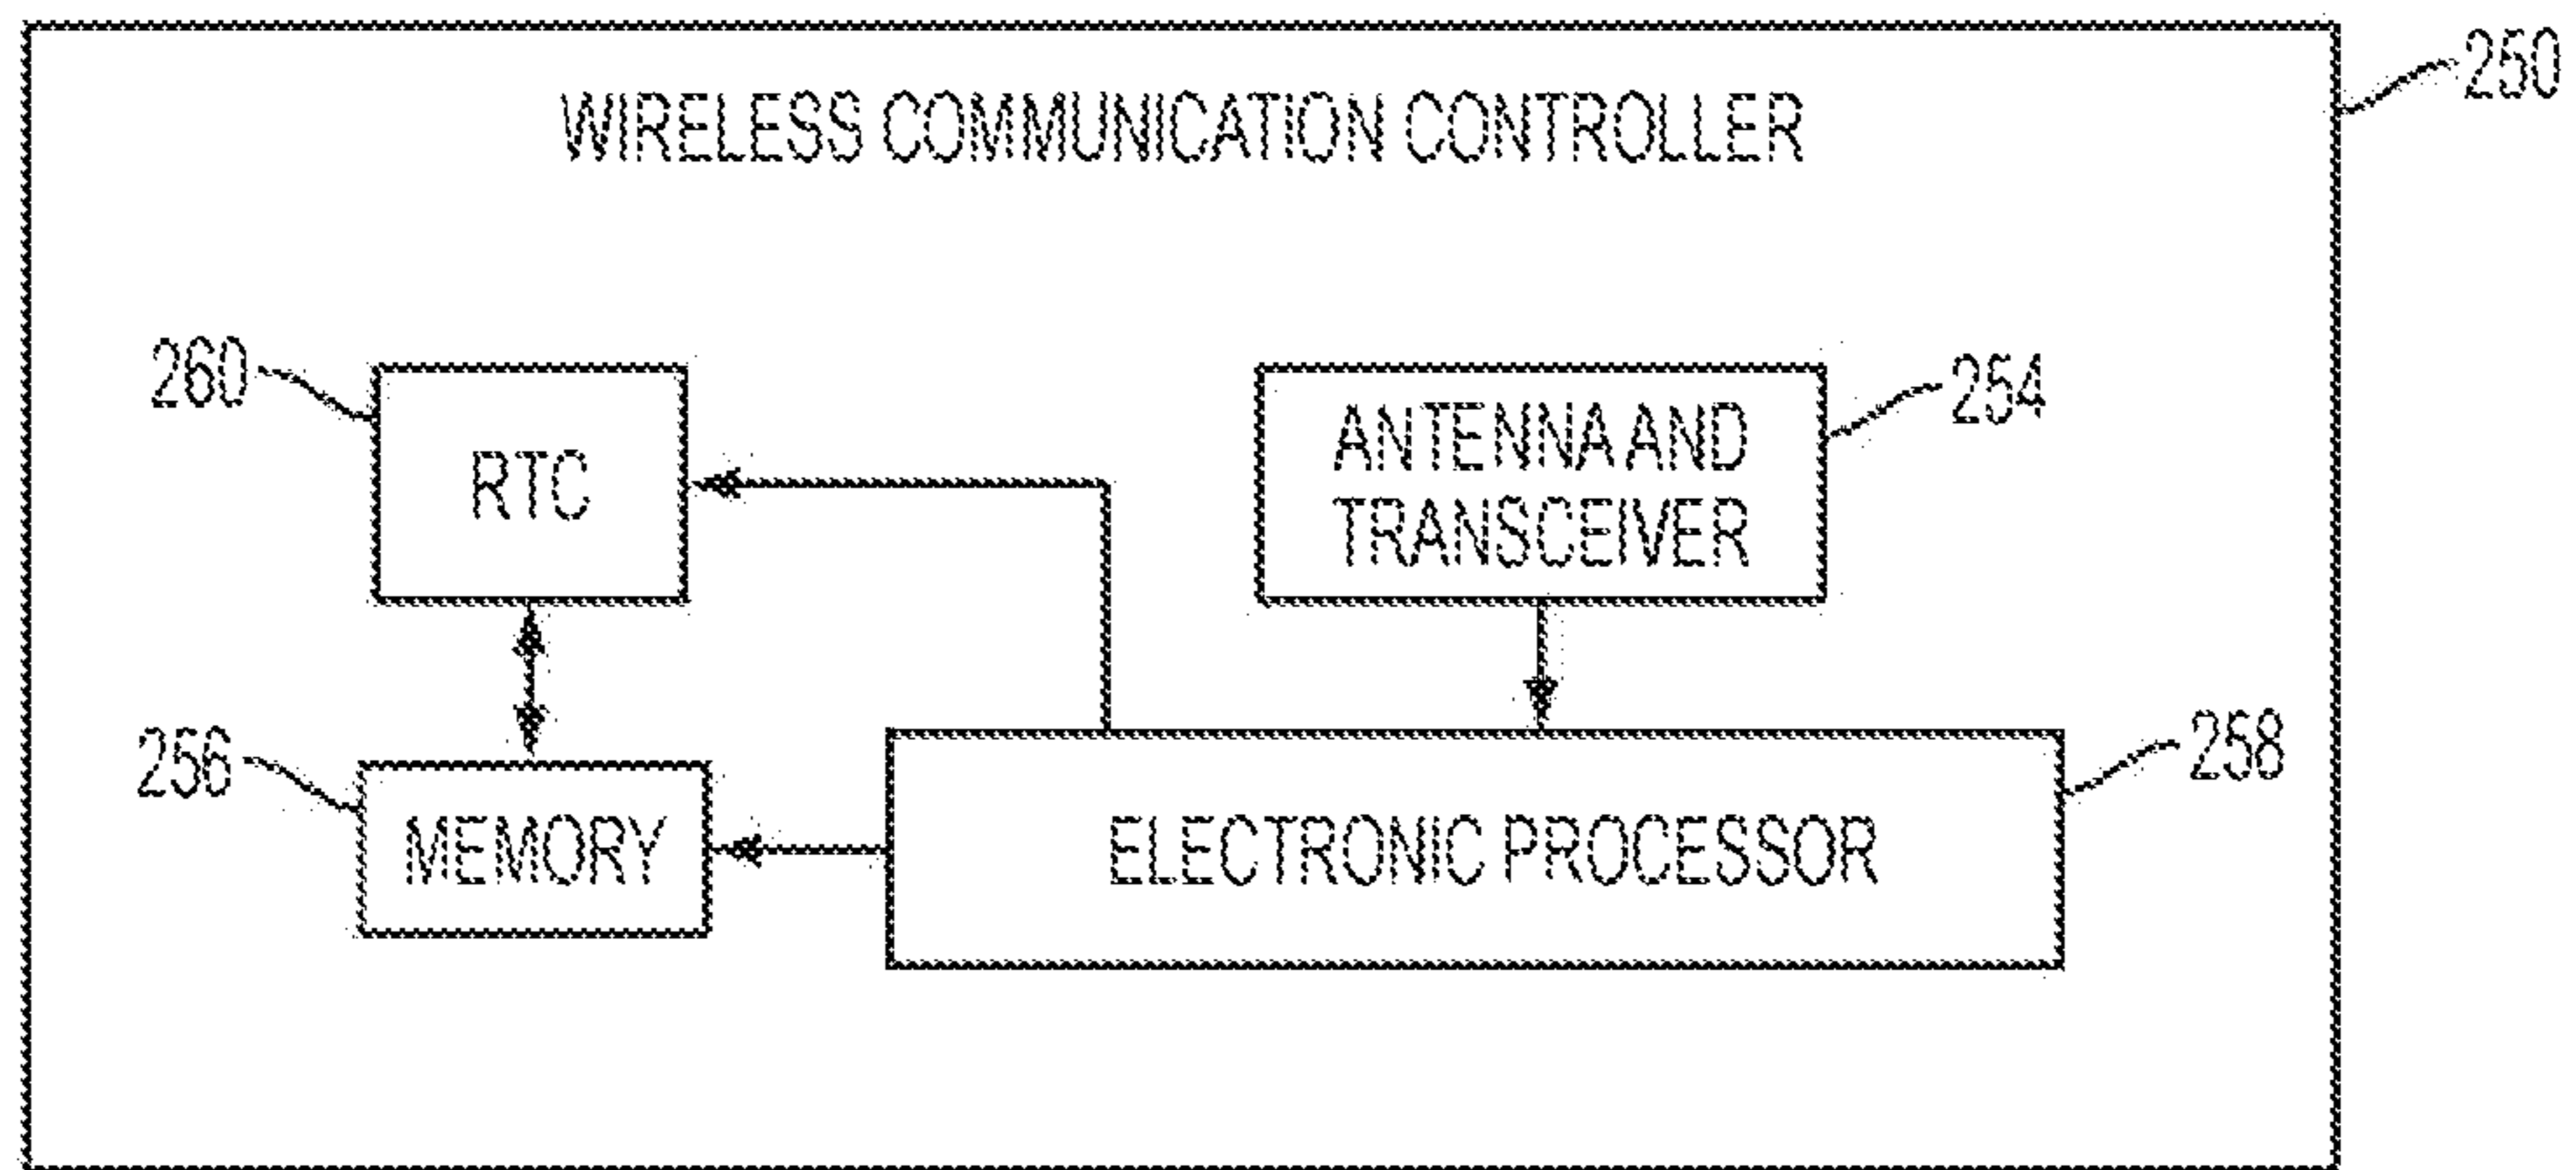 250
WIRELESS COMMUNICATION CONTROLLER
260
RTC
ANTENNA AND
TRANSCEIVER
254
256
MEMORY
ELECTRONIC PROCESSOR
258